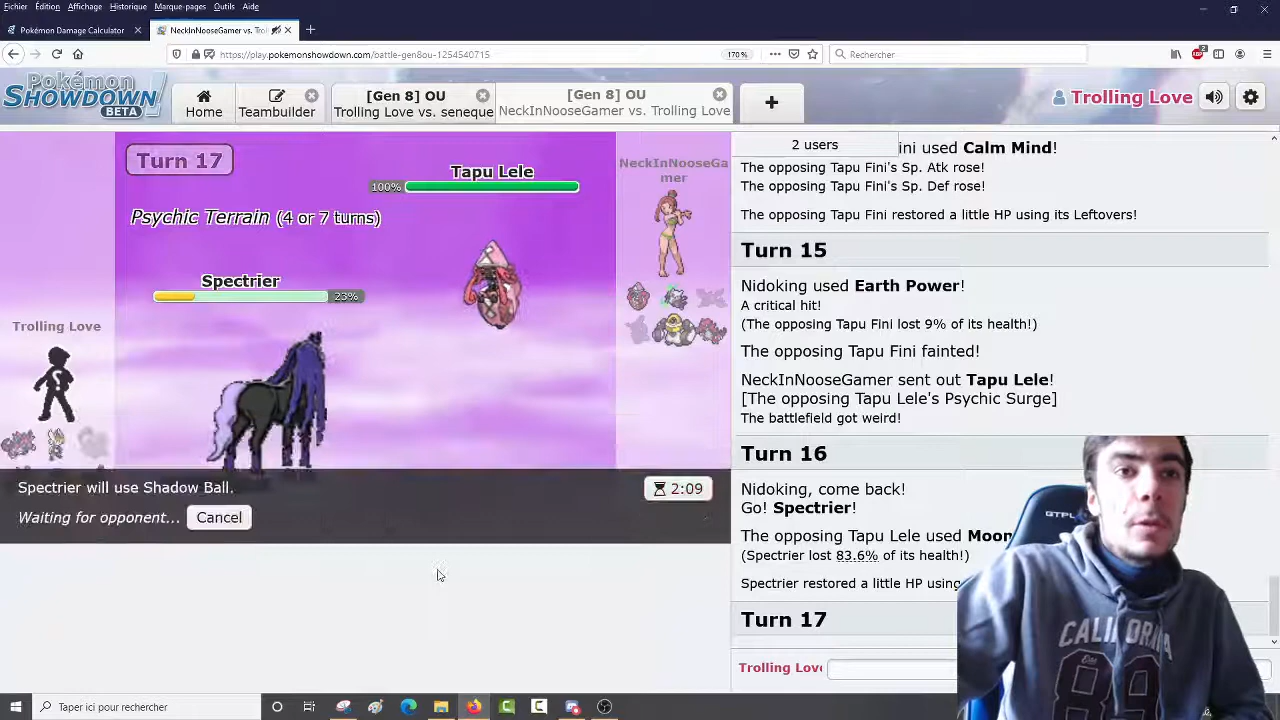 Fichier Édition Affichage Historique Marque-pages Outils Aide
Pokémon Damage Calculator
NeckInNooseGamer vs. Trol
https://play.pokemonshowdown.com/battle-gen8ou-1254540715
170%
Rechercher
Pokémon
SHOWDOWN
BETA
Home
Teambuilder
[Gen 8] OU
Trolling Love vs. seneque
[Gen 8] OU
NeckInNooseGamer vs. Trolling Love
Trolling Love
Turn 17
Tapu Lele
100%
Psychic Terrain (4 or 7 turns)
Spectrier
23%
NeckInNooseGa
mer
Trolling Love
Spectrier will use Shadow Ball.
Waiting for opponent... Cancel
2:09
2 users
ini used Calm Mind!
The opposing Tapu Fini's Sp. Atk rose!
The opposing Tapu Fini's Sp. Def rose!
The opposing Tapu Fini restored a little HP using its Leftovers!
Turn 15
Nidoking used Earth Power!
A critical hit!
(The opposing Tapu Fini lost 9% of its health!)
The opposing Tapu Fini fainted!
NeckInNooseGamer sent out Tapu Lele!
[The opposing Tapu Lele's Psychic Surge]
The battlefield got weird!
Turn 16
Nidoking, come back!
Go! Spectrier!
The opposing Tapu Lele used Moon
(Spectrier lost 83.6% of its health!)
Spectrier restored a little HP using
Turn 17
Trolling Lov
GTPL
CALIFORNIA
89
Taper ici pour rechercher